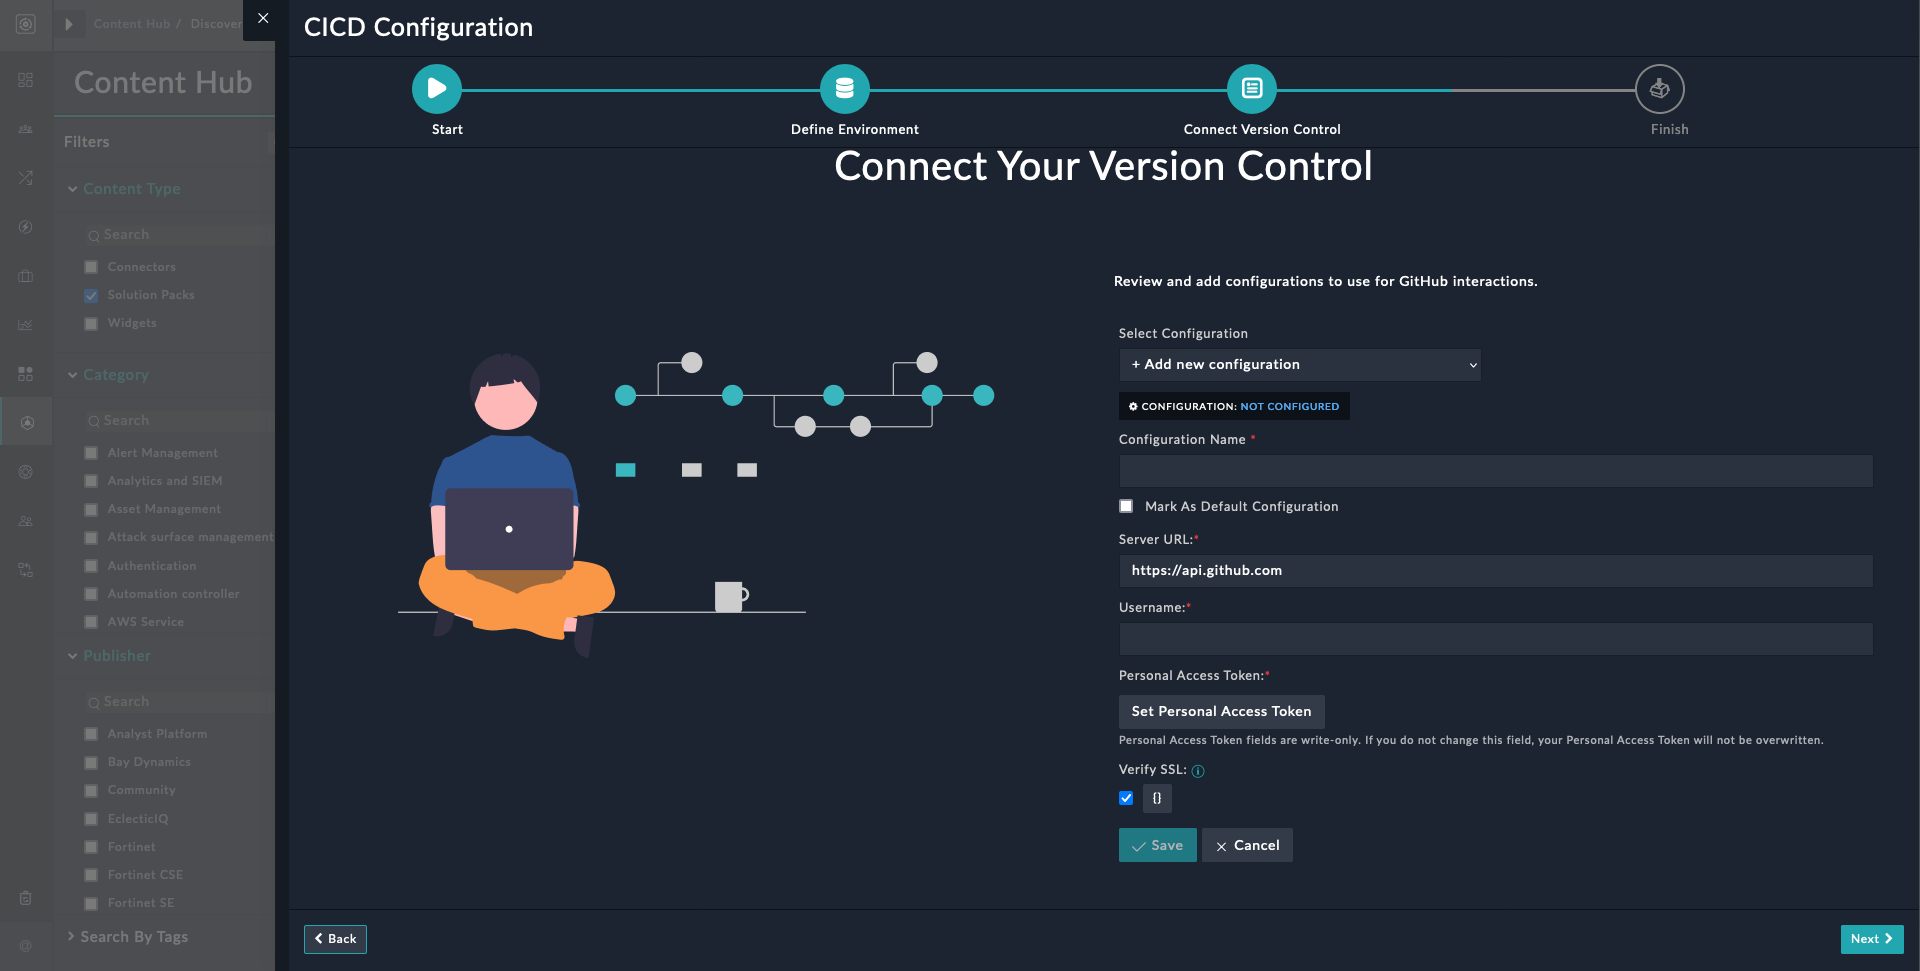 Content Hub / Discover
Content Hub
Filters
Content Type
Search
Connectors
Solution Packs
Widgets
Category
Search
Alert Management
Analytics and SIEM
Asset Management
Attack surface management
Authentication
Automation controller
AWS Service
Publisher
Search
Analyst Platform
Bay Dynamics
Community
EclecticIQ
Fortinet
Fortinet CSE
Fortinet SE
Search By Tags
CICD Configuration
Start
Define Environment
Connect Version Control
Finish
Connect Your Version Control
Review and add configurations to use for GitHub interactions.
Select Configuration
+ Add new configuration
CONFIGURATION: NOT CONFIGURED
Configuration Name *
Mark As Default Configuration
Server URL:*
https://api.github.com
Username:*
Personal Access Token:*
Set Personal Access Token
Personal Access Token fields are write-only. If you do not change this field, your Personal Access Token will not be overwritten.
Verify SSL:
{}
Save
Cancel
Back
Next